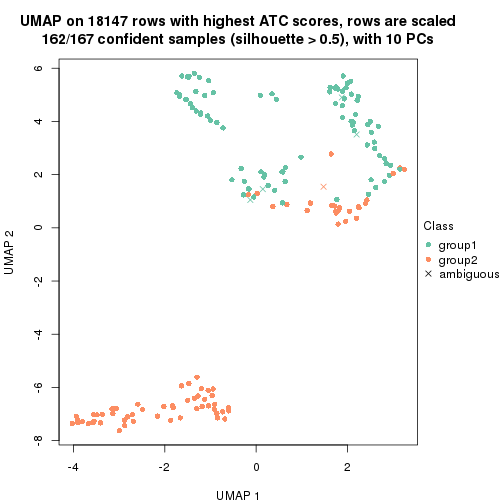 UMAP on 18147 rows with highest ATC scores, rows are scaled
162/167 confident samples (silhouette > 0.5), with 10 PCs
6
4
2
0
-2
-4
-6
-8
UMAP 2
-4
-2
0
2
UMAP 1
Class
group1
group2
ambiguous